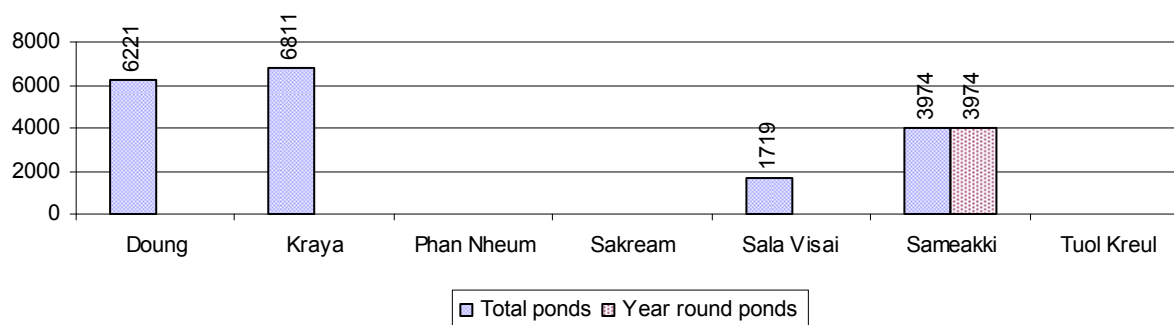 8000
6000
4000
2000
0
6221
6811
1719
3974
3974
Doung
Kraya
Phan Nheum
Sakream
Sala Visai
Sameakki
Tuol Kreul
Total ponds
Year round ponds